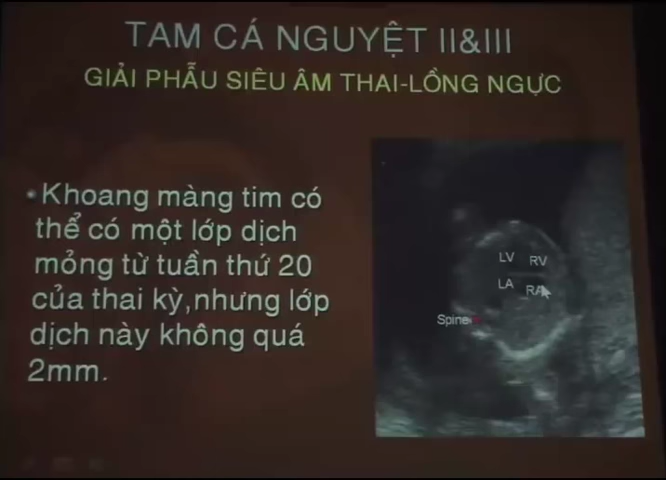 TAM CÁ NGUYỆT II&III
GIẢI PHẪU SIÊU ÂM THAI-LỒNG NGỰC
• Khoang màng tim có
thể có một lớp dịch
mỏng từ tuần thứ 20
của thai kỳ,nhưng lớp
dịch này không quá
2mm.
LV RV
LA RA
Spine